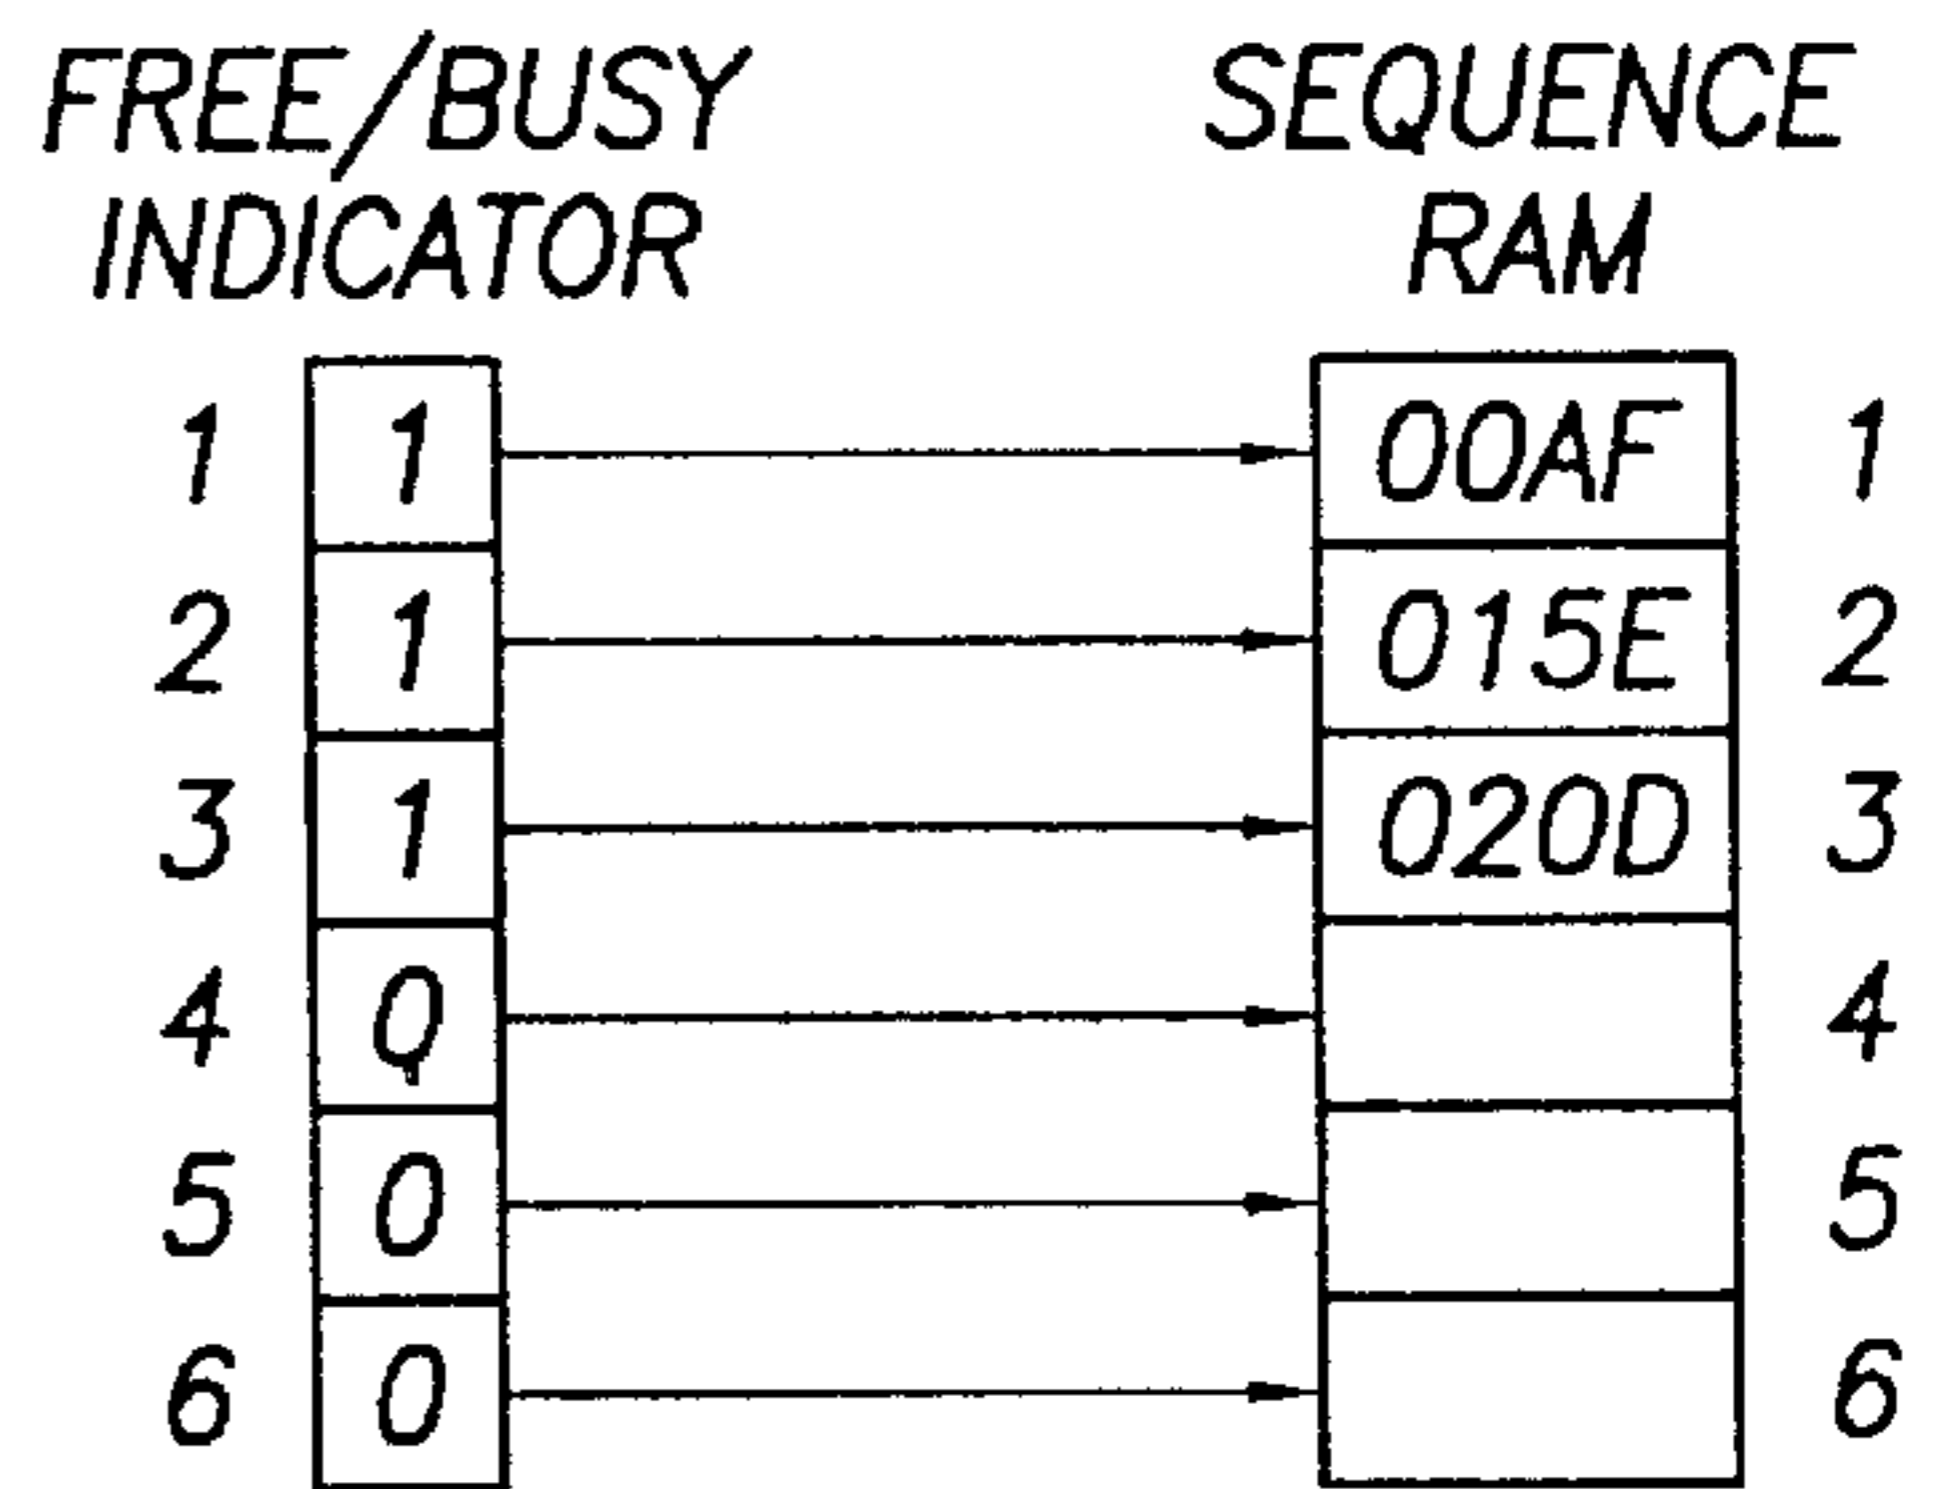 FREE/BUSY SEQUENCE
INDICATOR RAM
1 1 00AF 1
2 1 015E 2
3 1 020D 3
4 Q 4
5 0 5
6 0 6